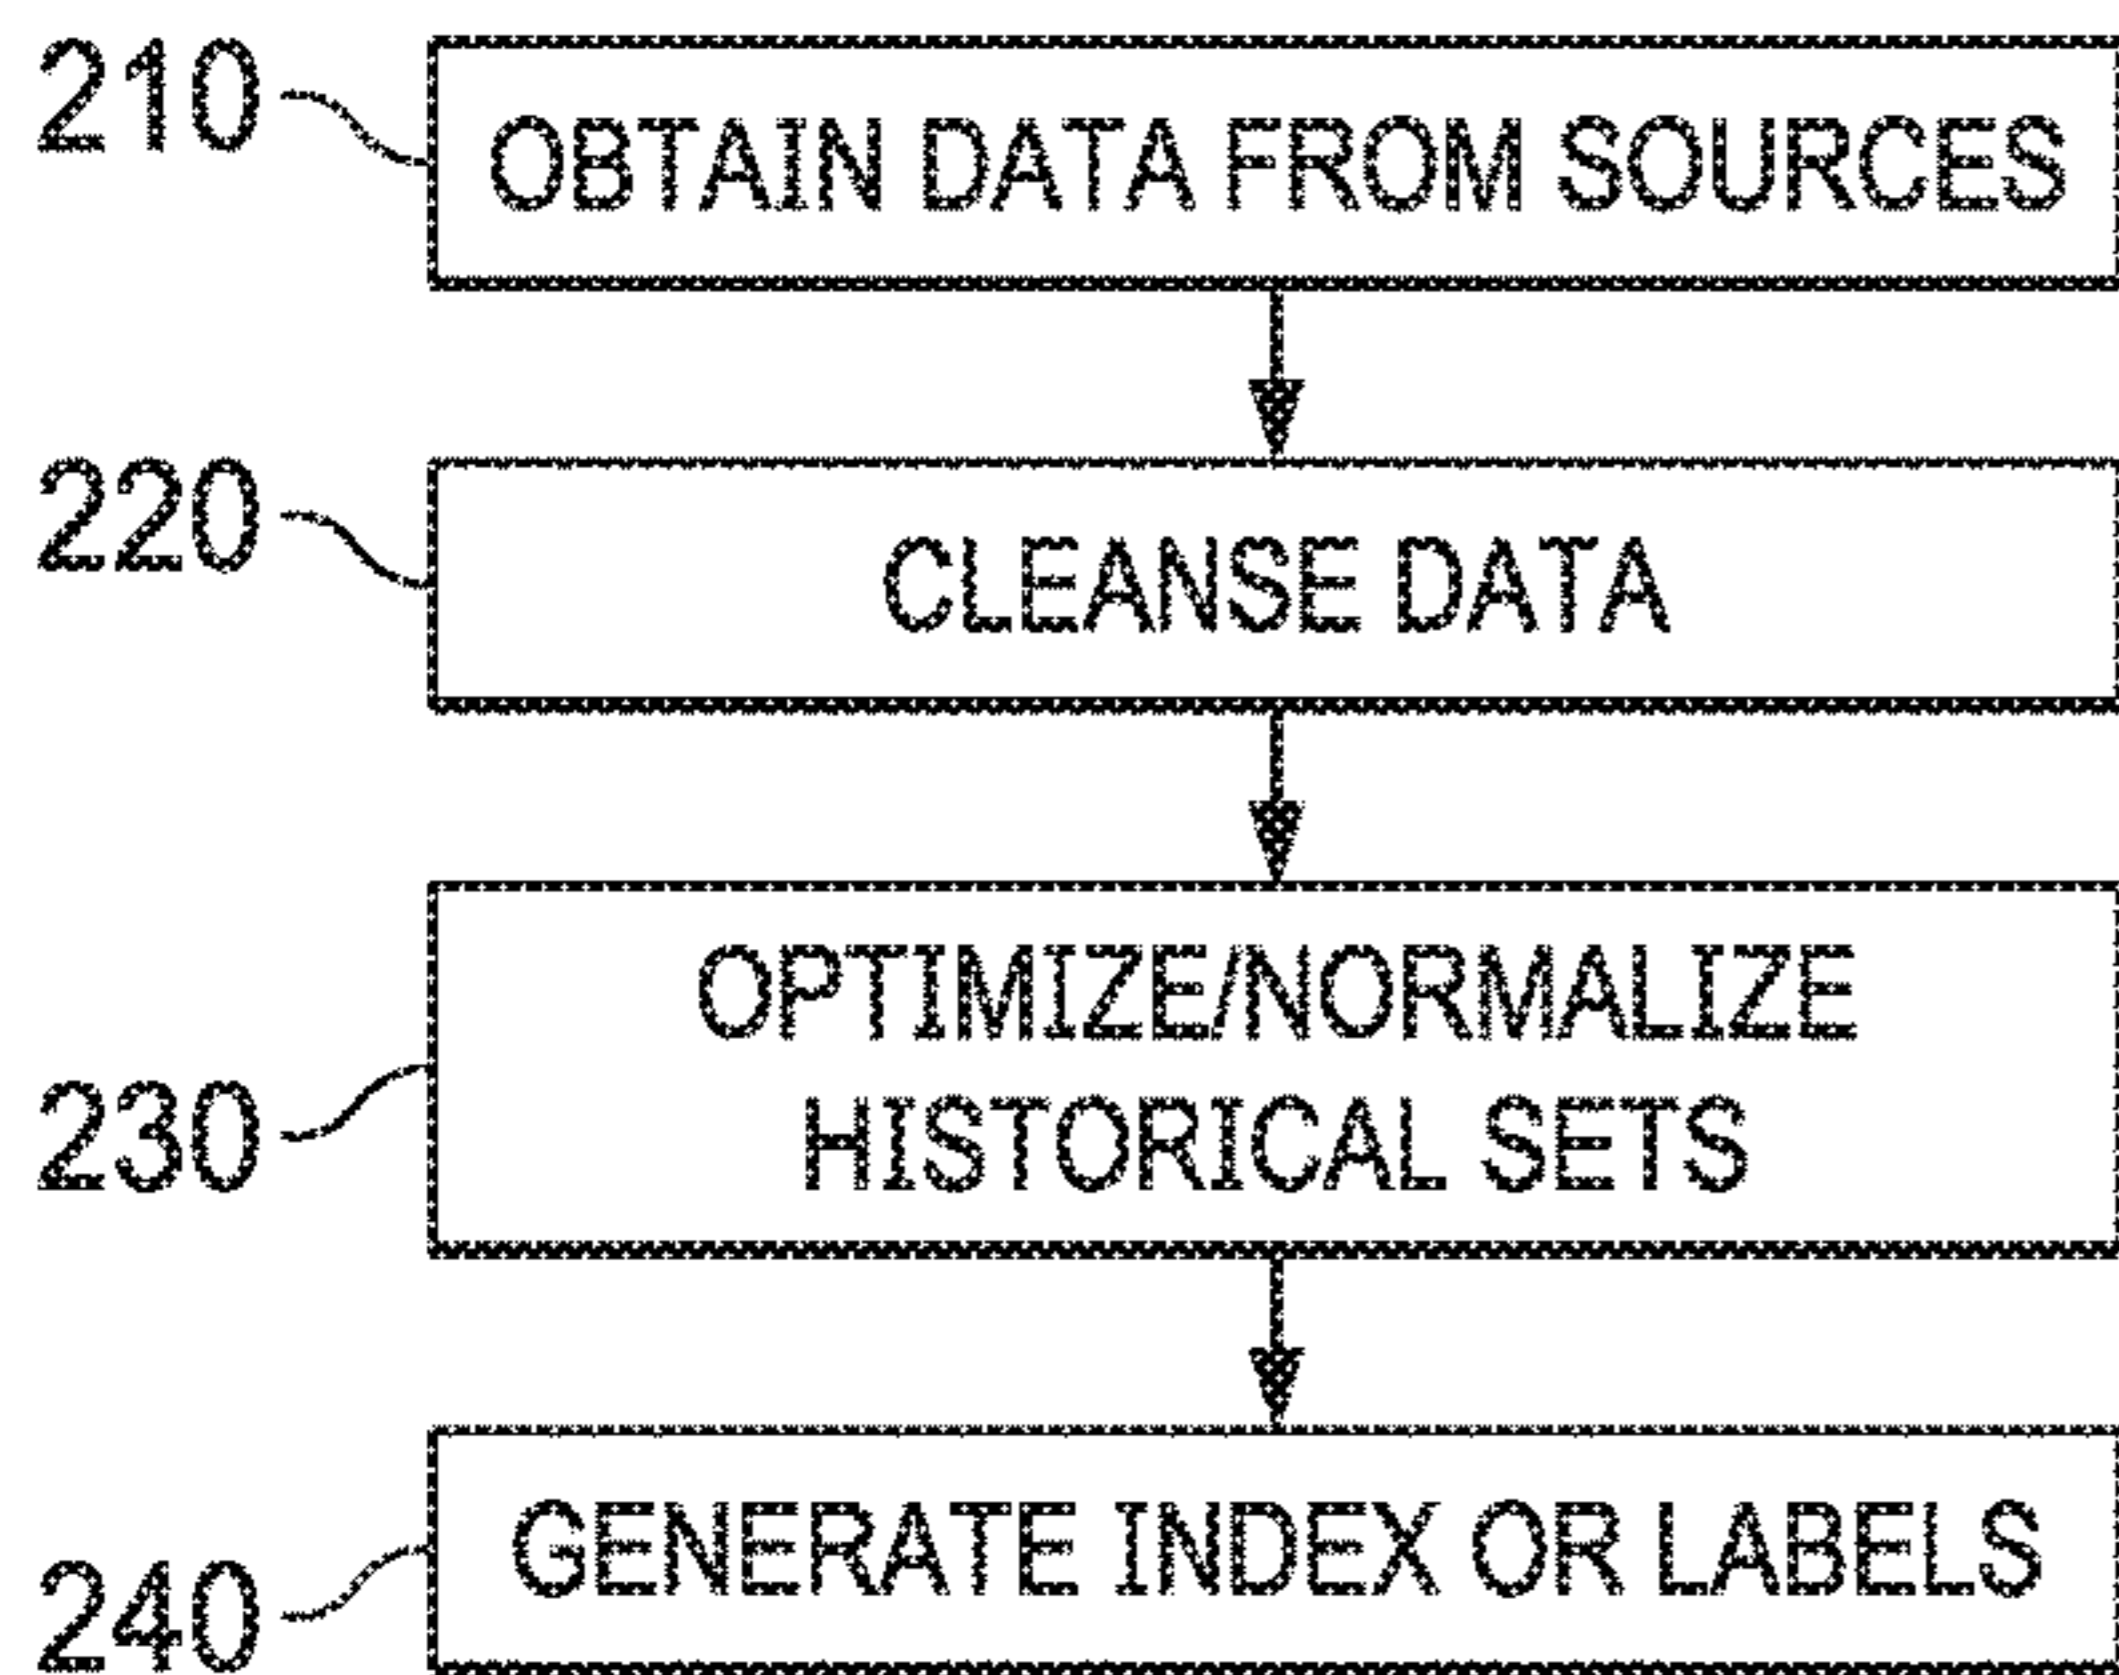 210
OBTAIN DATA FROM SOURCES
220
CLEANSE DATA
OPTIMIZE/NORMALIZE
230
HISTORICAL SETS
240
GENERATE INDEX OR LABELS